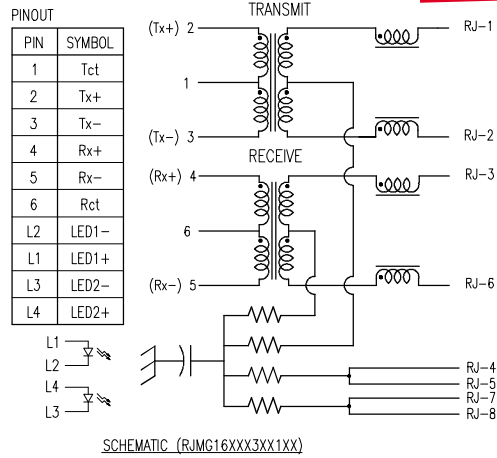 PINOUT
PIN SYMBOL
1 Tct
2 Tx+
3 Tx-
4 Rx+
5 Rx-
6 Rct
L2 LED1-
L1 LED1+
L3 LED2-
L4 LED2+
TRANSMIT
(Tx+) 2
RJ-1
1
(Tx-) 3
RJ-2
RECEIVE
(Rx+) 4
RJ-3
6
(Rx-) 5
RJ-6
L1
L2
L4
L3
RJ-4
RJ-5
RJ-7
RJ-8
SCHEMATIC (RJMG16XXX3XX1XX)